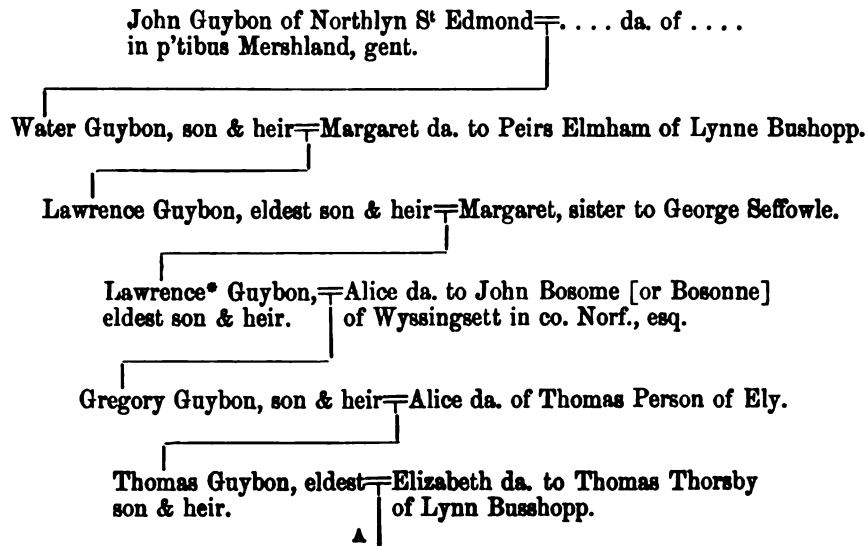 John Guybon of Northlyn Sᵗ Edmond=. . . . da. of . . . .
in p'tibus Mershland, gent.
Water Guybon, son & heir=Margaret da. to Peirs Elmham of Lynne Bushopp.
Lawrence Guybon, eldest son & heir=Margaret, sister to George Seffowle.
Lawrence* Guybon,=Alice da. to John Bosome [or Bosonne]
eldest son & heir. of Wyssingsett in co. Norf., esq.
Gregory Guybon, son & heir=Alice da. of Thomas Person of Ely.
Thomas Guybon, eldest=Elizabeth da. to Thomas Thorsby
son & heir. of Lynn Busshopp.
A